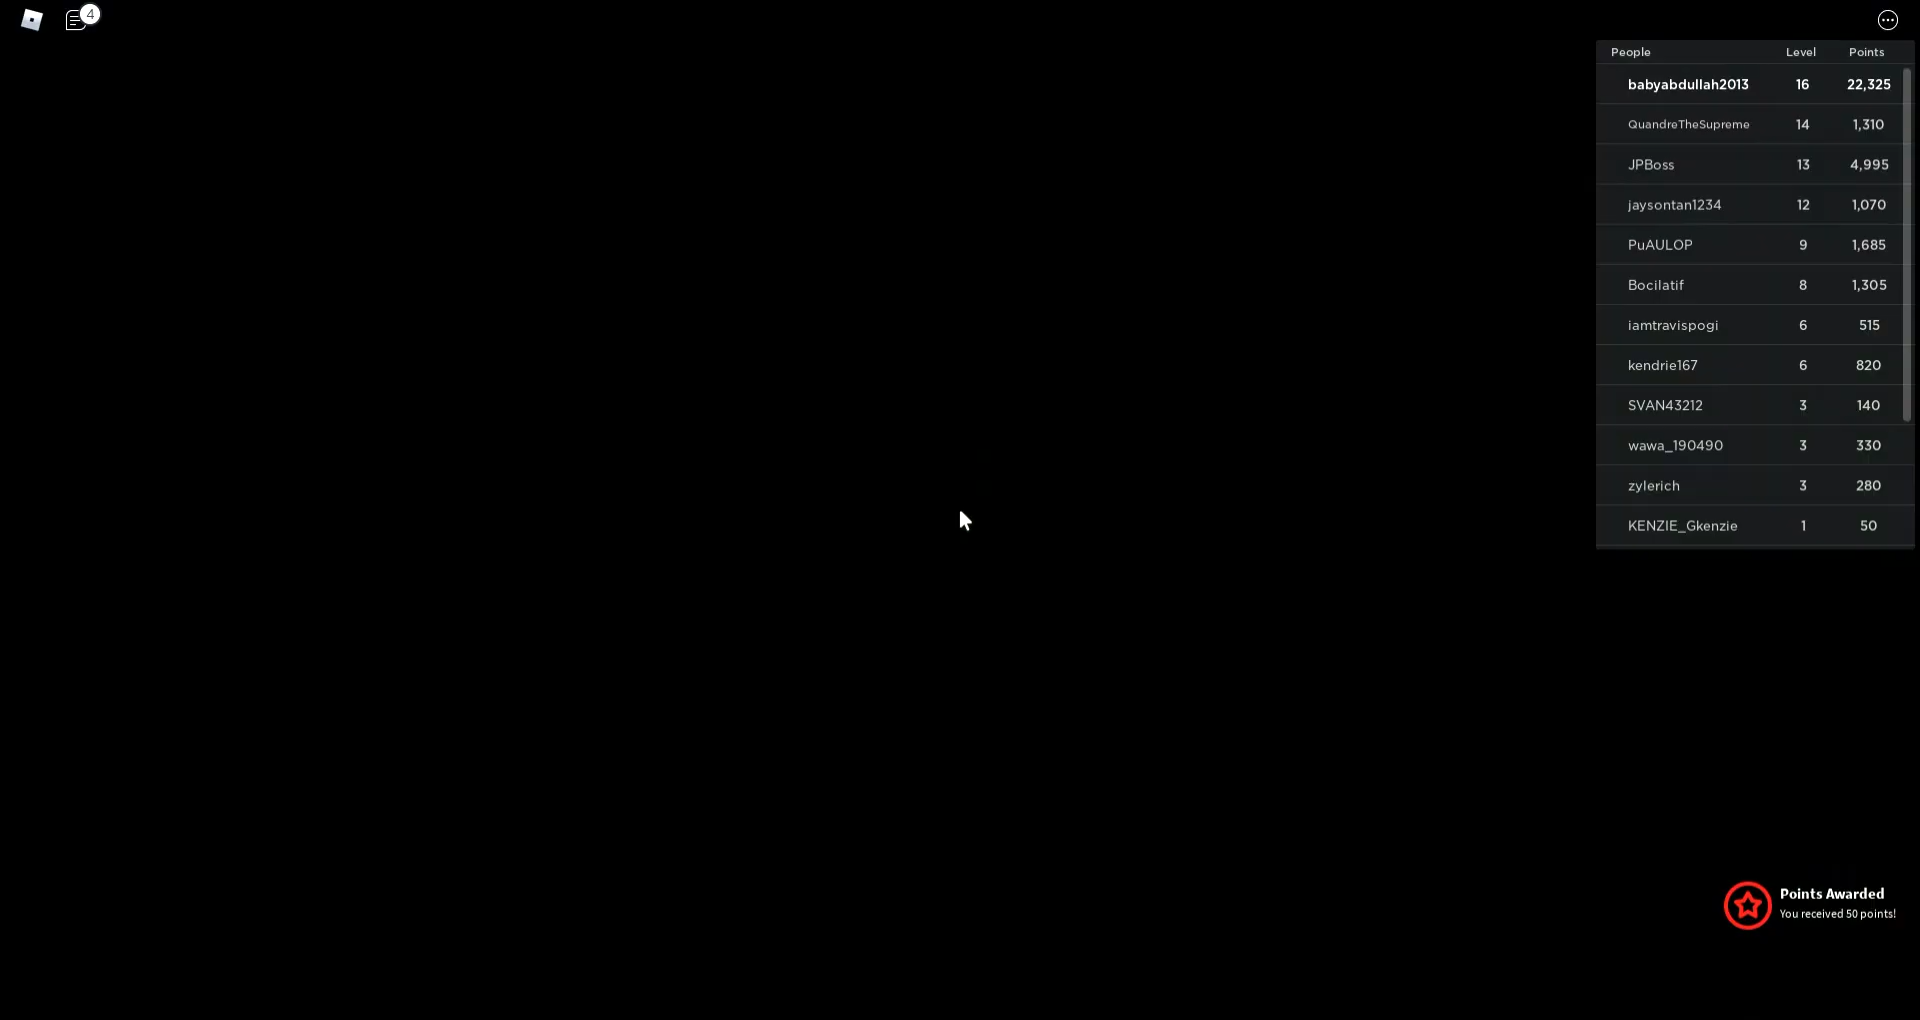 4
People Level Points
babyabdullah2013 16 22,325
QuandreTheSupreme 14 1,310
JPBoss 13 4,995
jaysontan1234 12 1,070
PuAULOP 9 1,685
Bocilatif 8 1,305
iamtravispogi 6 515
kendrie167 6 820
SVAN43212 3 140
wawa_190490 3 330
zylerich 3 280
KENZIE_Gkenzie 1 50
Points Awarded
You received 50 points!